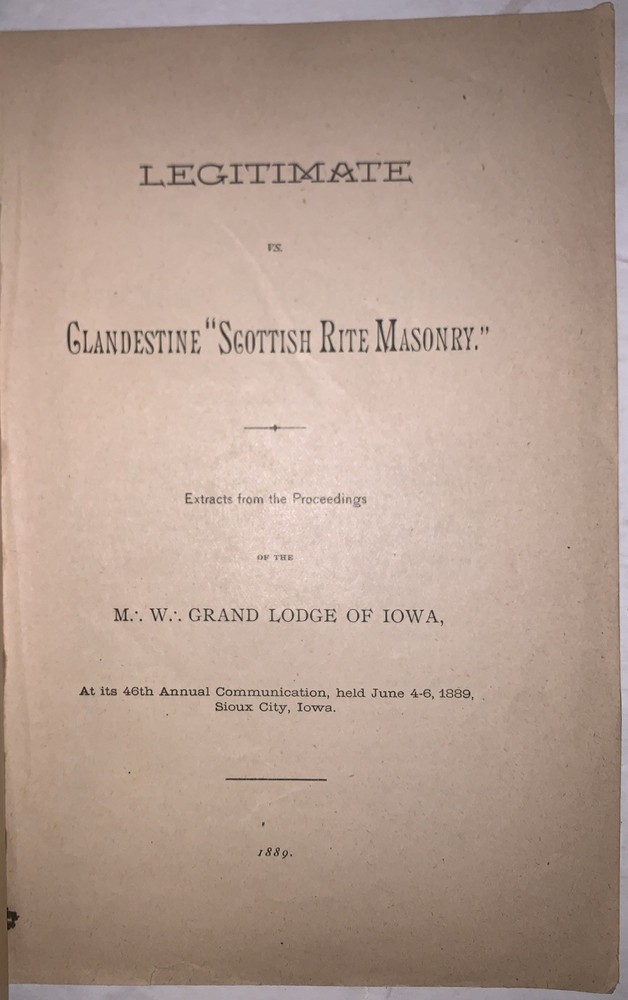 LEGITIMATE
VS.
CLANDESTINE "SCOTTISH RITE MASONRY."
Extracts from the Proceedings
OF THE
M∴ W∴ GRAND LODGE OF IOWA,
At its 46th Annual Communication, held June 4-6, 1889,
Sioux City, Iowa.
1889.